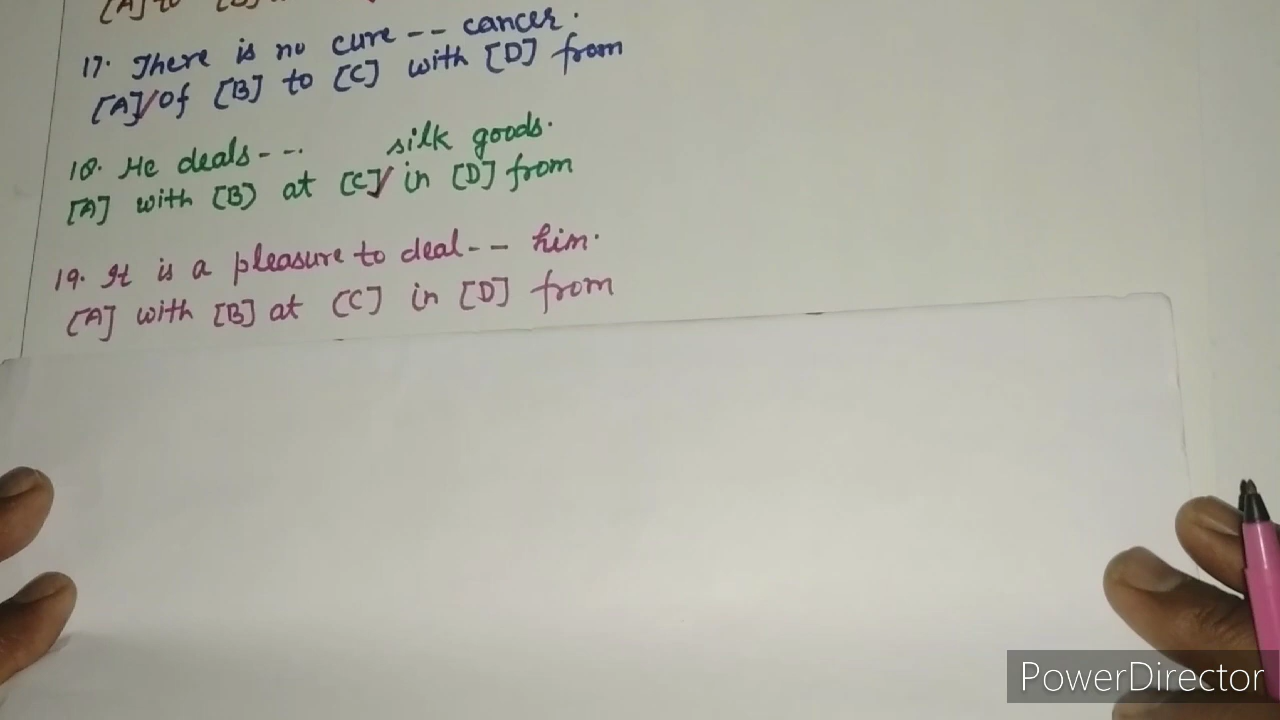 [A] to [B]
17. There is no cure -- cancer.
[A] Of [B] to [C] with [D] from
18. He deals --. silk goods.
[A] with [B) at [C] in [D] from
19. It is a pleasure to deal -- him.
[A] with [B] at [C] in [D] from
PowerDirector